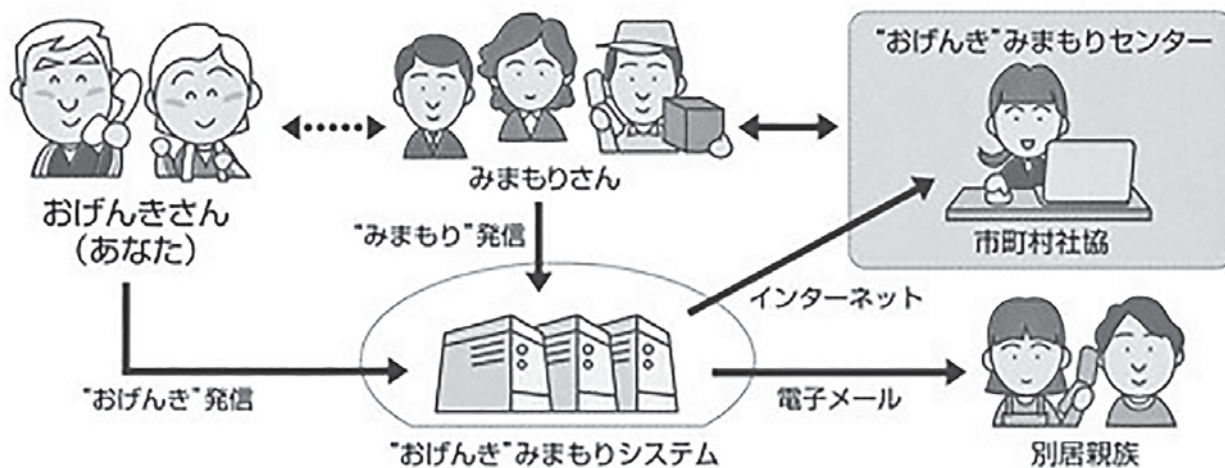 "おげんき"みまもりセンター
みまもりさん
おげんきさん
(あなた)
"みまもり"発信
市町村社協
インターネット
"おげんき"発信
電子メール
"おげんき"みまもりシステム
別居親族